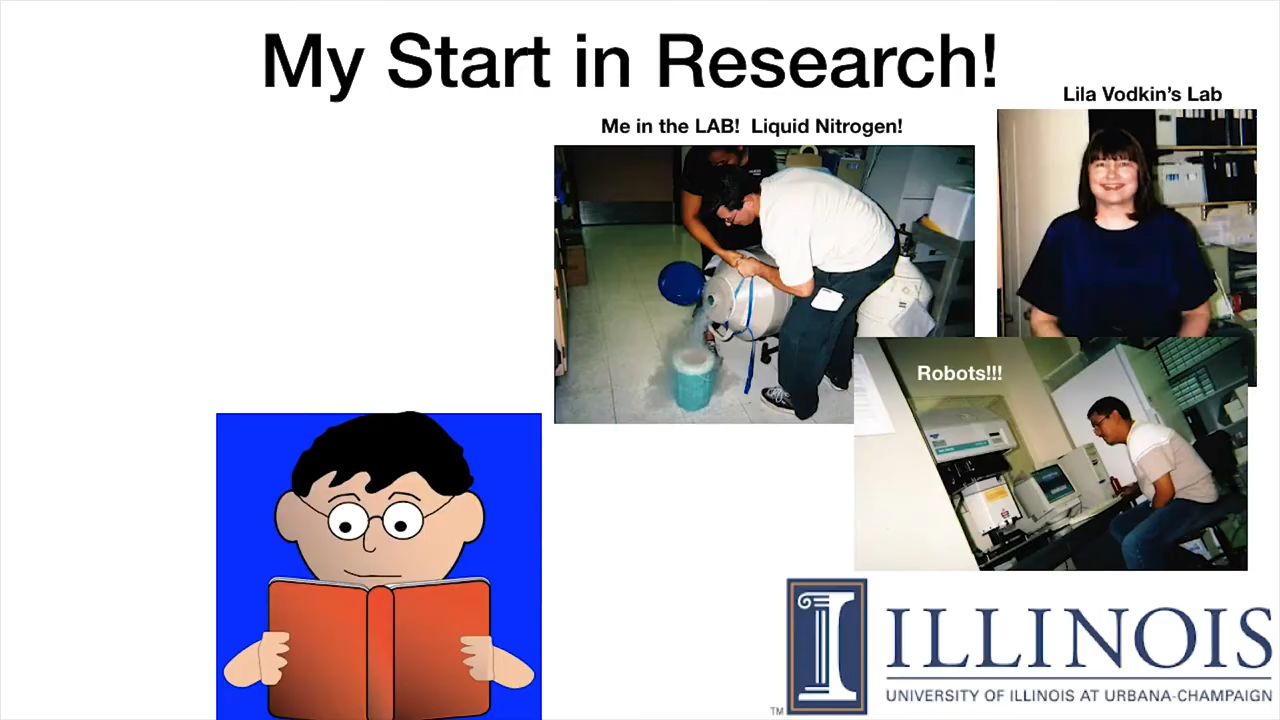 My Start in Research!
Lila Vodkin's Lab
Me in the LAB!  Liquid Nitrogen!
Robots!!!
ILLINOIS
UNIVERSITY OF ILLINOIS AT URBANA-CHAMPAIGN
TM